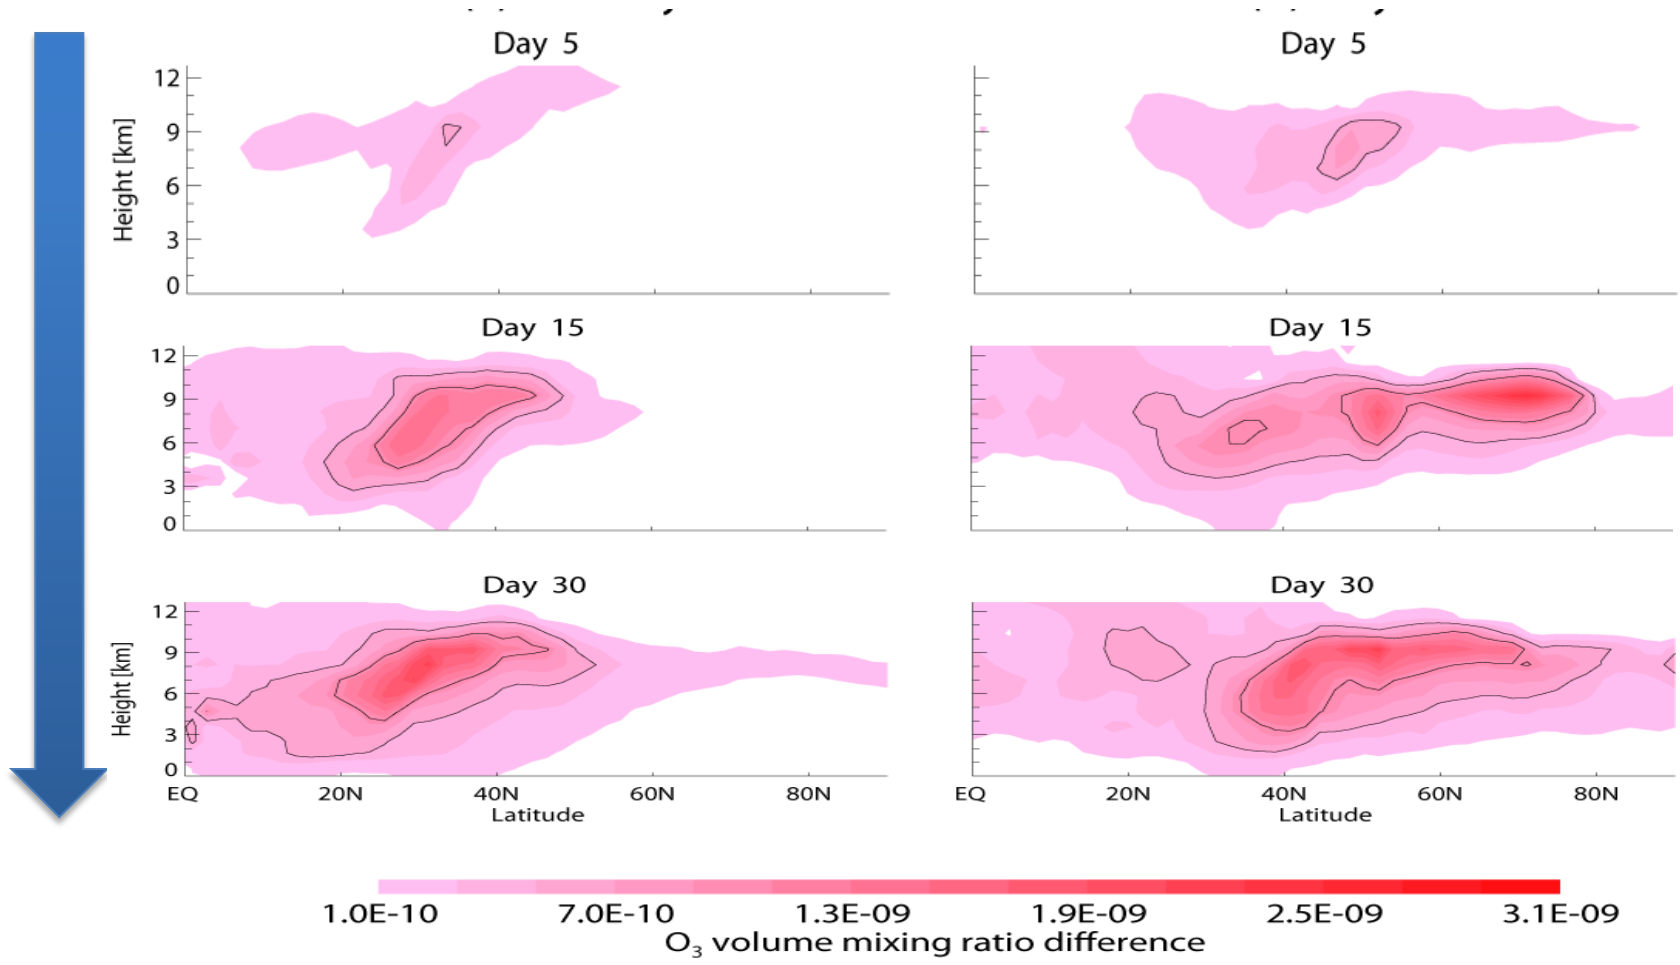 Day 5
Day 5
12
9
6
3
0
Height [km]
Day 15
Day 15
12
9
6
3
0
Day 30
Day 30
12
9
6
3
0
Height [km]
EQ 20N 40N 60N 80N
Latitude
EQ 20N 40N 60N 80N
Latitude
1.0E-10 7.0E-10 1.3E-09 1.9E-09 2.5E-09 3.1E-09
O₃ volume mixing ratio difference